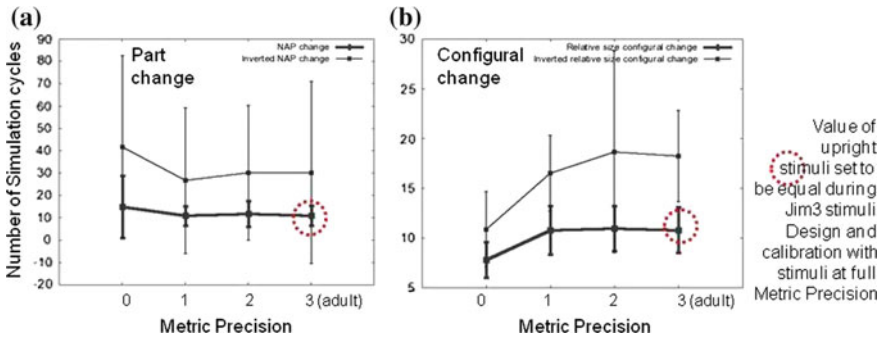 (a)
NAP change
Inverted NAP change
Part
change
Number of Simulation cycles
90
80
70
60
50
40
30
20
10
0
-10
-20
0 1 2 3 (adult)
Metric Precision
(b)
Relative size configural change
Inverted relative size configural change
Configural
change
30
25
20
15
10
5
0 1 2 3 (adult)
Metric Precision
Value of
upright
stimuli set to
be equal during
Jim3 stimuli
Design and
calibration with
stimuli at full
Metric Precision